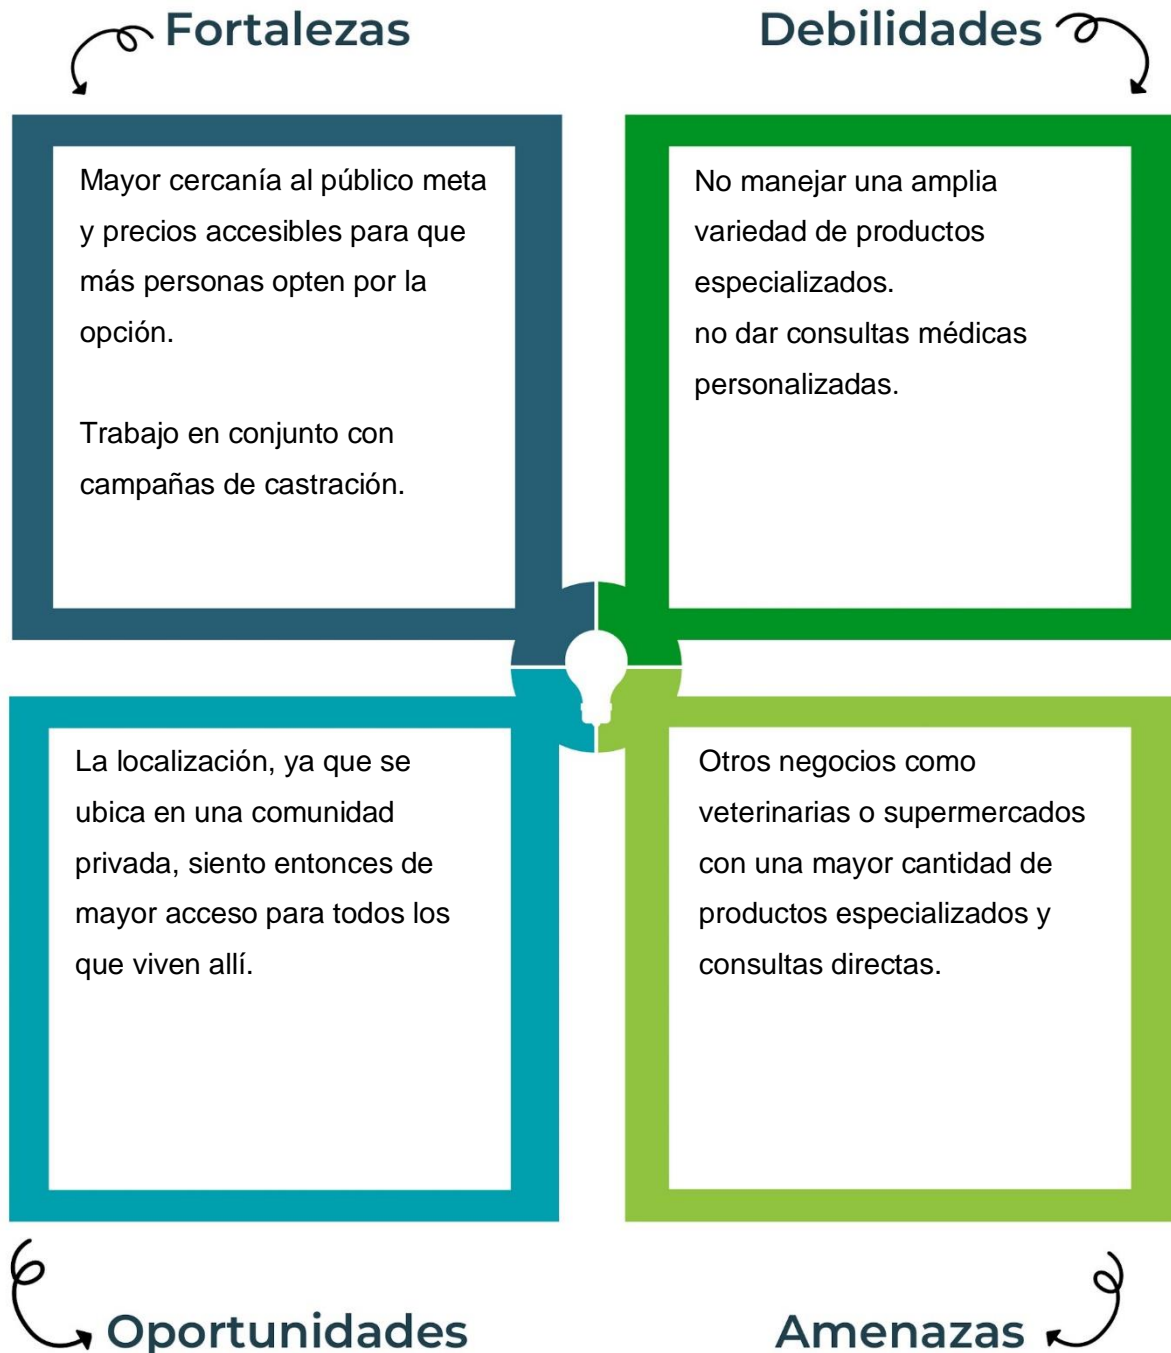 Fortalezas
Mayor cercanía al público meta
y precios accesibles para que
más personas opten por la
opción.
Trabajo en conjunto con
campañas de castración.
Debilidades
No manejar una amplia
variedad de productos
especializados.
no dar consultas médicas
personalizadas.
La localización, ya que se
ubica en una comunidad
privada, siento entonces de
mayor acceso para todos los
que viven allí.
Oportunidades
Otros negocios como
veterinarias o supermercados
con una mayor cantidad de
productos especializados y
consultas directas.
Amenazas